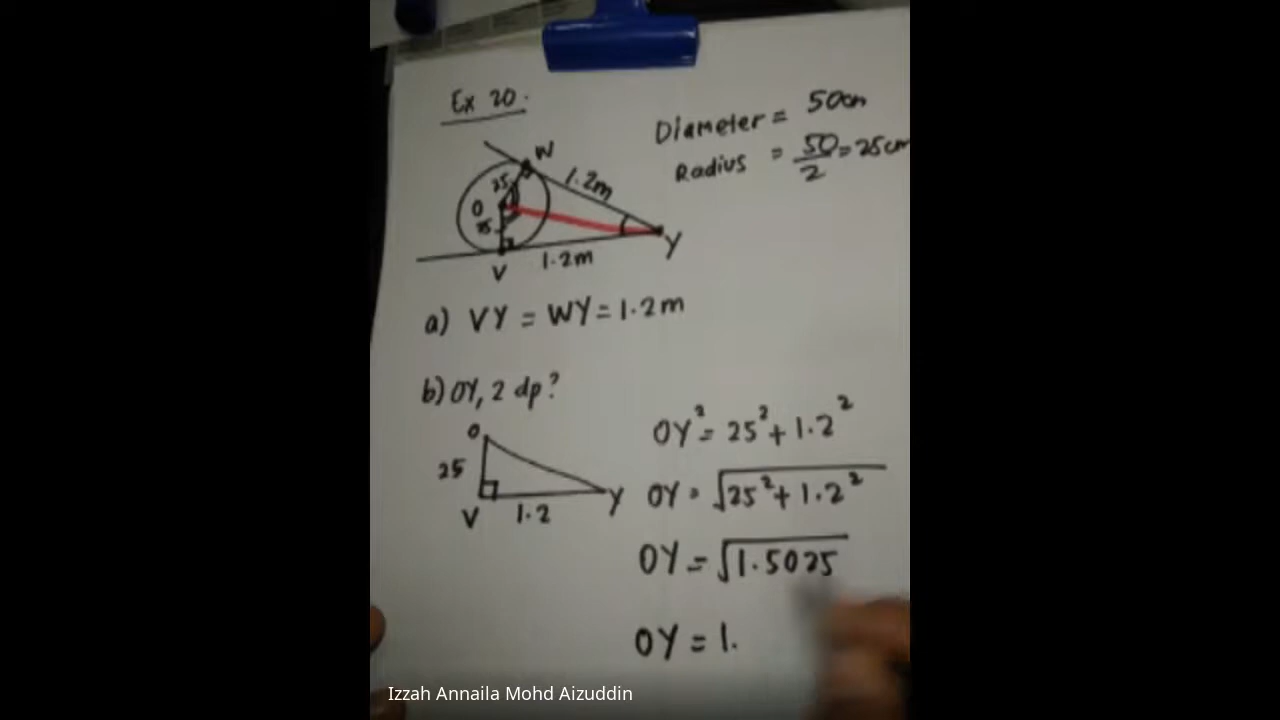 Ex 20.
Diameter = 50cm
Radius = 50/2 = 25cm
W
25
1.2m
O
25
Y
1.2m
V
a) VY = WY = 1.2m
b) OY, 2 dp?
O
25
V
1.2
Y
OY² = 25² + 1.2²
OY = √25² + 1.2²
OY = √1.5025
OY = 1.
Izzah Annaila Mohd Aizuddin